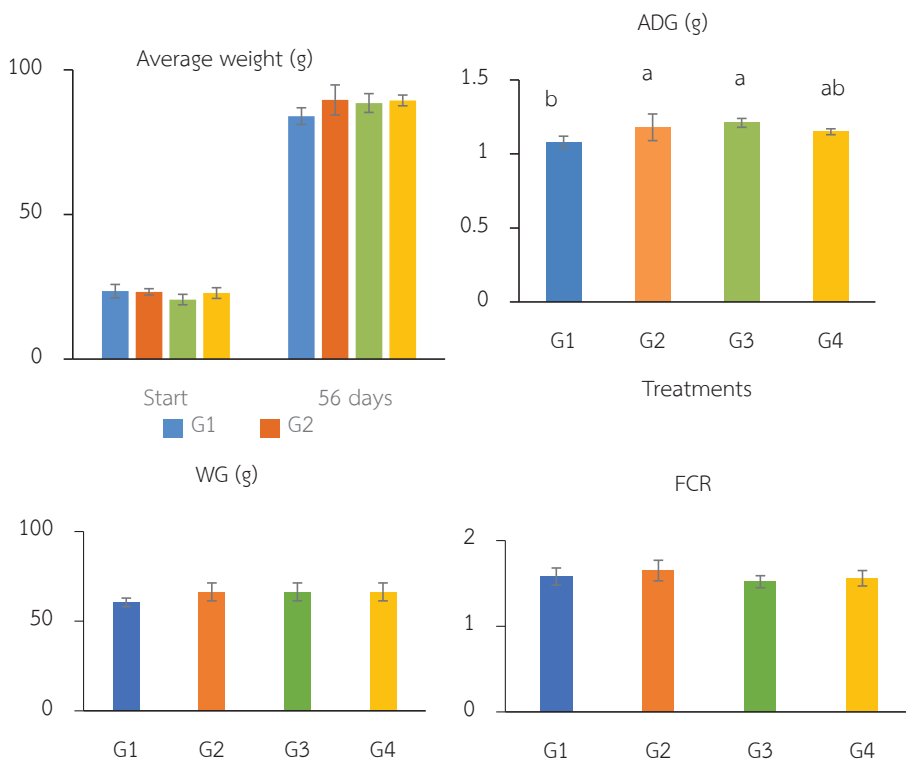 Average weight (g)
100
50
0
Start 56 days
G1 G2
ADG (g)
1.5
1
0.5
0
b a a ab
G1 G2 G3 G4
Treatments
WG (g)
100
50
0
G1 G2 G3 G4
FCR
2
1
0
G1 G2 G3 G4